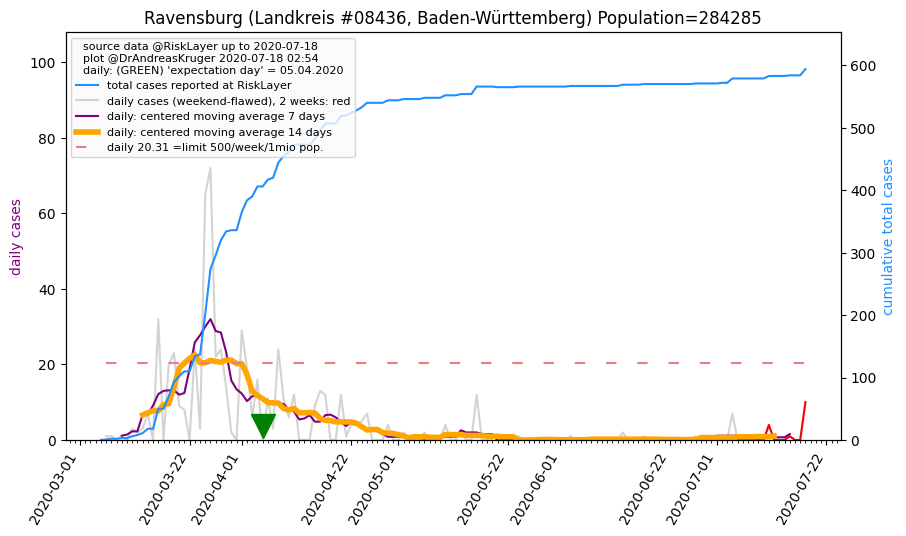 Ravensburg (Landkreis #08436, Baden-Württemberg) Population=284285
source data @RiskLayer up to 2020-07-18
plot @DrAndreasKruger 2020-07-18 02:54
daily: (GREEN) 'expectation day' = 05.04.2020
total cases reported at RiskLayer
daily cases (weekend-flawed), 2 weeks: red
daily: centered moving average 7 days
daily: centered moving average 14 days
daily 20.31 =limit 500/week/1mio pop.
daily cases
100
80
60
40
20
0
cumulative total cases
600
500
400
300
200
100
0
2020-03-01
2020-03-22
2020-04-01
2020-04-22
2020-05-01
2020-05-22
2020-06-01
2020-06-22
2020-07-01
2020-07-22